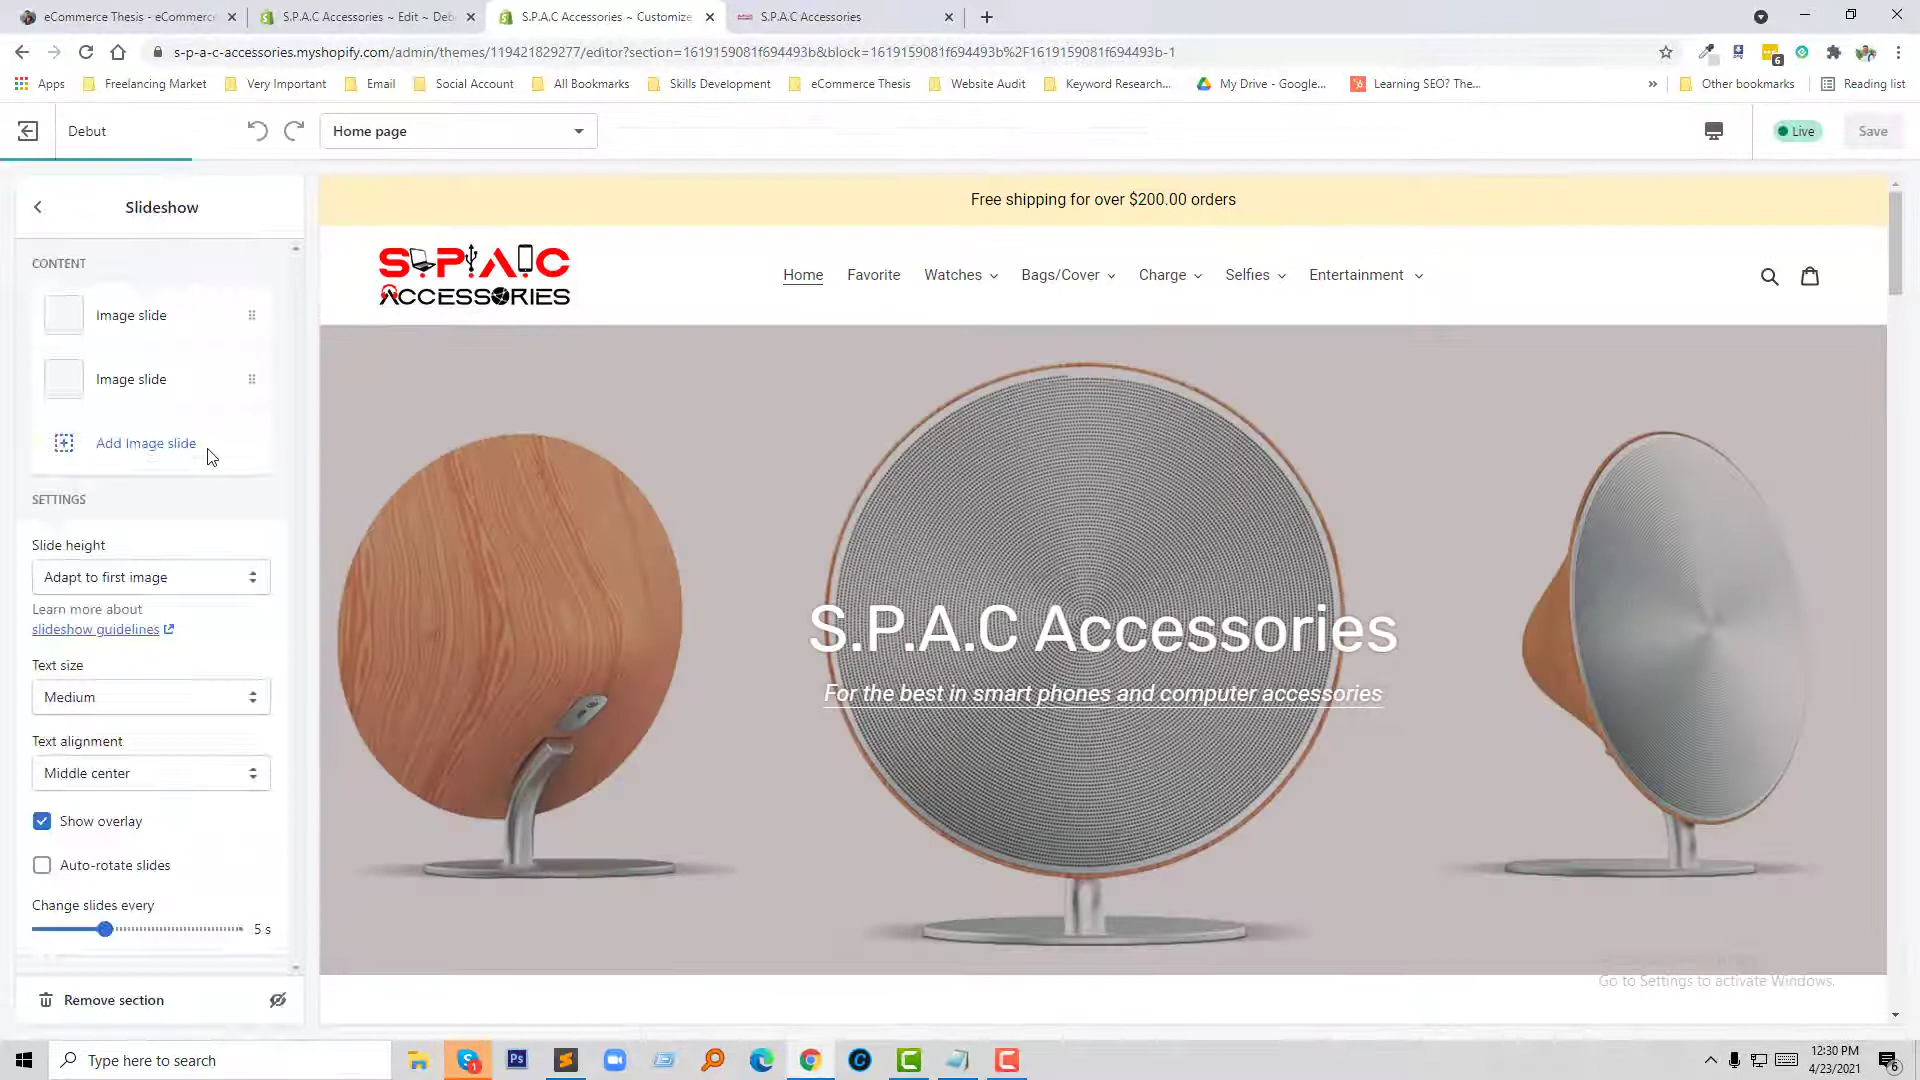 eCommerce Thesis - eCommerce
S.P.A.C Accessories ~ Edit ~ Deb
S.P.A.C Accessories ~ Customize
S.P.A.C Accessories
s-p-a-c-accessories.myshopify.com/admin/themes/119421829277/editor?section=1619159081f694493b&block=1619159081f694493b%2F1619159081f694493b-1
6
Apps
Freelancing Market
Very Important
Email
Social Account
All Bookmarks
Skills Development
eCommerce Thesis
Website Audit
Keyword Research...
My Drive - Google...
Learning SEO? The...
»
Other bookmarks
Reading list
Debut
Home page
Live
Save
Slideshow
CONTENT
Image slide
Image slide
Add Image slide
SETTINGS
Slide height
Adapt to first image
Learn more about
slideshow guidelines
Text size
Medium
Text alignment
Middle center
Show overlay
Auto-rotate slides
Change slides every
5 s
Remove section
Free shipping for over $200.00 orders
S.P.A.C
ACCESSORIES
Home
Favorite
Watches
Bags/Cover
Charge
Selfies
Entertainment
S.P.A.C Accessories
For the best in smart phones and computer accessories
Go to Settings to activate Windows.
Type here to search
1
Ps
12:30 PM
4/23/2021
6